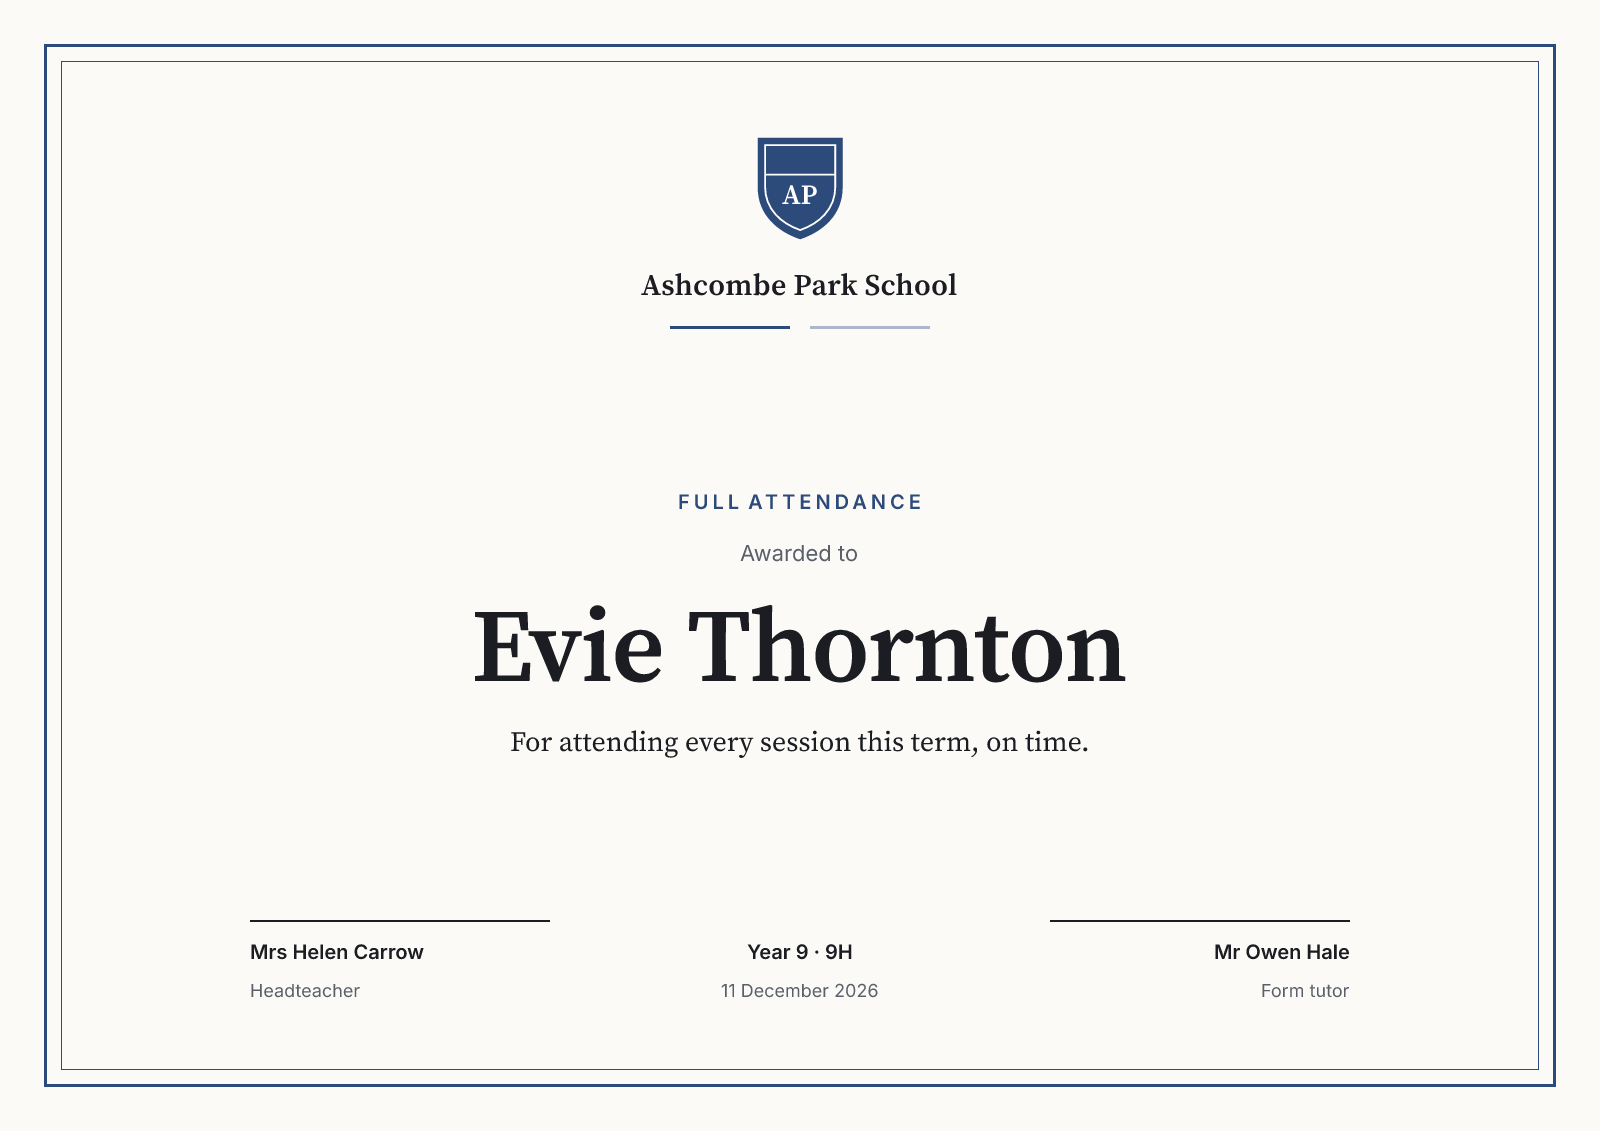 AP
Ashcombe Park School
FULL ATTENDANCE
Awarded to
Evie Thornton
For attending every session this term, on time.
Mrs Helen Carrow
Headteacher
Year 9 · 9H
11 December 2026
Mr Owen Hale
Form tutor